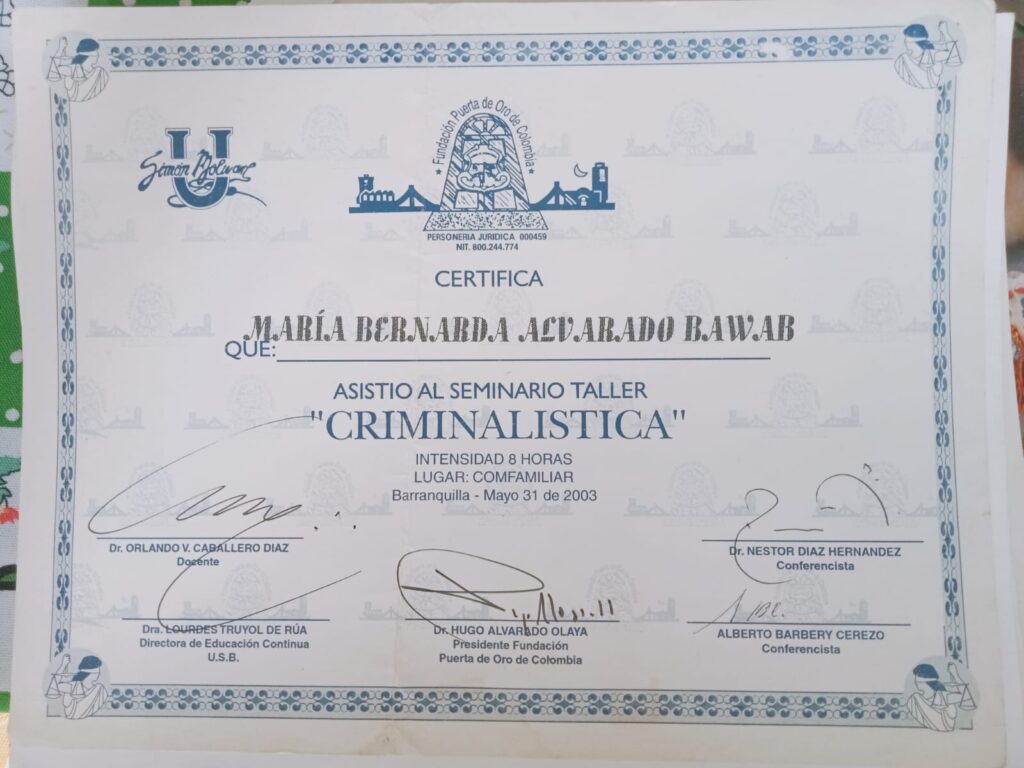 U
Simón Bolívar
Fundación Puerta de Oro de Colombia
PERSONERIA JURIDICA 000459
NIT. 800.244.774
CERTIFICA
MARÍA BERNARDA ALVARADO BAWAB
QUE:
ASISTIO AL SEMINARIO TALLER
"CRIMINALISTICA"
INTENSIDAD 8 HORAS
LUGAR: COMFAMILIAR
Barranquilla - Mayo 31 de 2003
Dr. ORLANDO V. CABALLERO DIAZ
Docente
Dr. NESTOR DIAZ HERNANDEZ
Conferencista
Dra. LOURDES TRUYOL DE RÚA
Directora de Educación Continua
U.S.B.
Dr. HUGO ALVARADO OLAYA
Presidente Fundación
Puerta de Oro de Colombia
ALBERTO BARBERY CEREZO
Conferencista